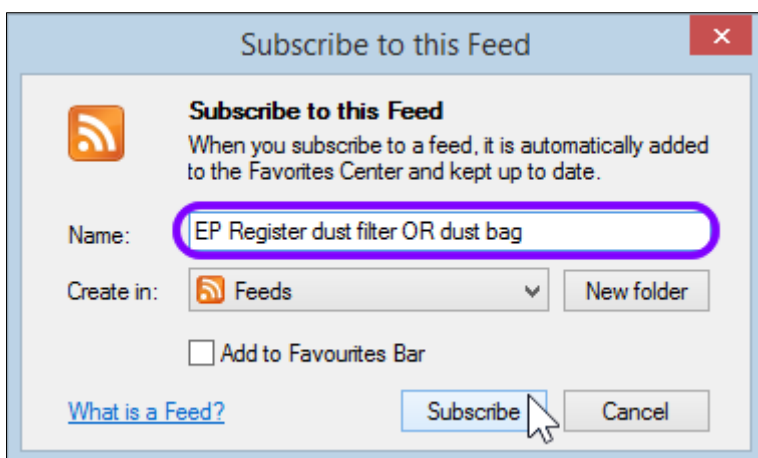 Subscribe to this Feed
Subscribe to this Feed
When you subscribe to a feed, it is automatically added
to the Favorites Center and kept up to date.
Name: EP Register dust filter OR dust bag
Create in: Feeds New folder
Add to Favourites Bar
What is a Feed? Subscribe Cancel